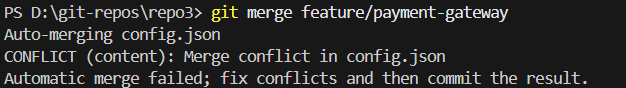 PS D:\git-repos\repo3> git merge feature/payment-gateway
Auto-merging config.json
CONFLICT (content): Merge conflict in config.json
Automatic merge failed; fix conflicts and then commit the result.